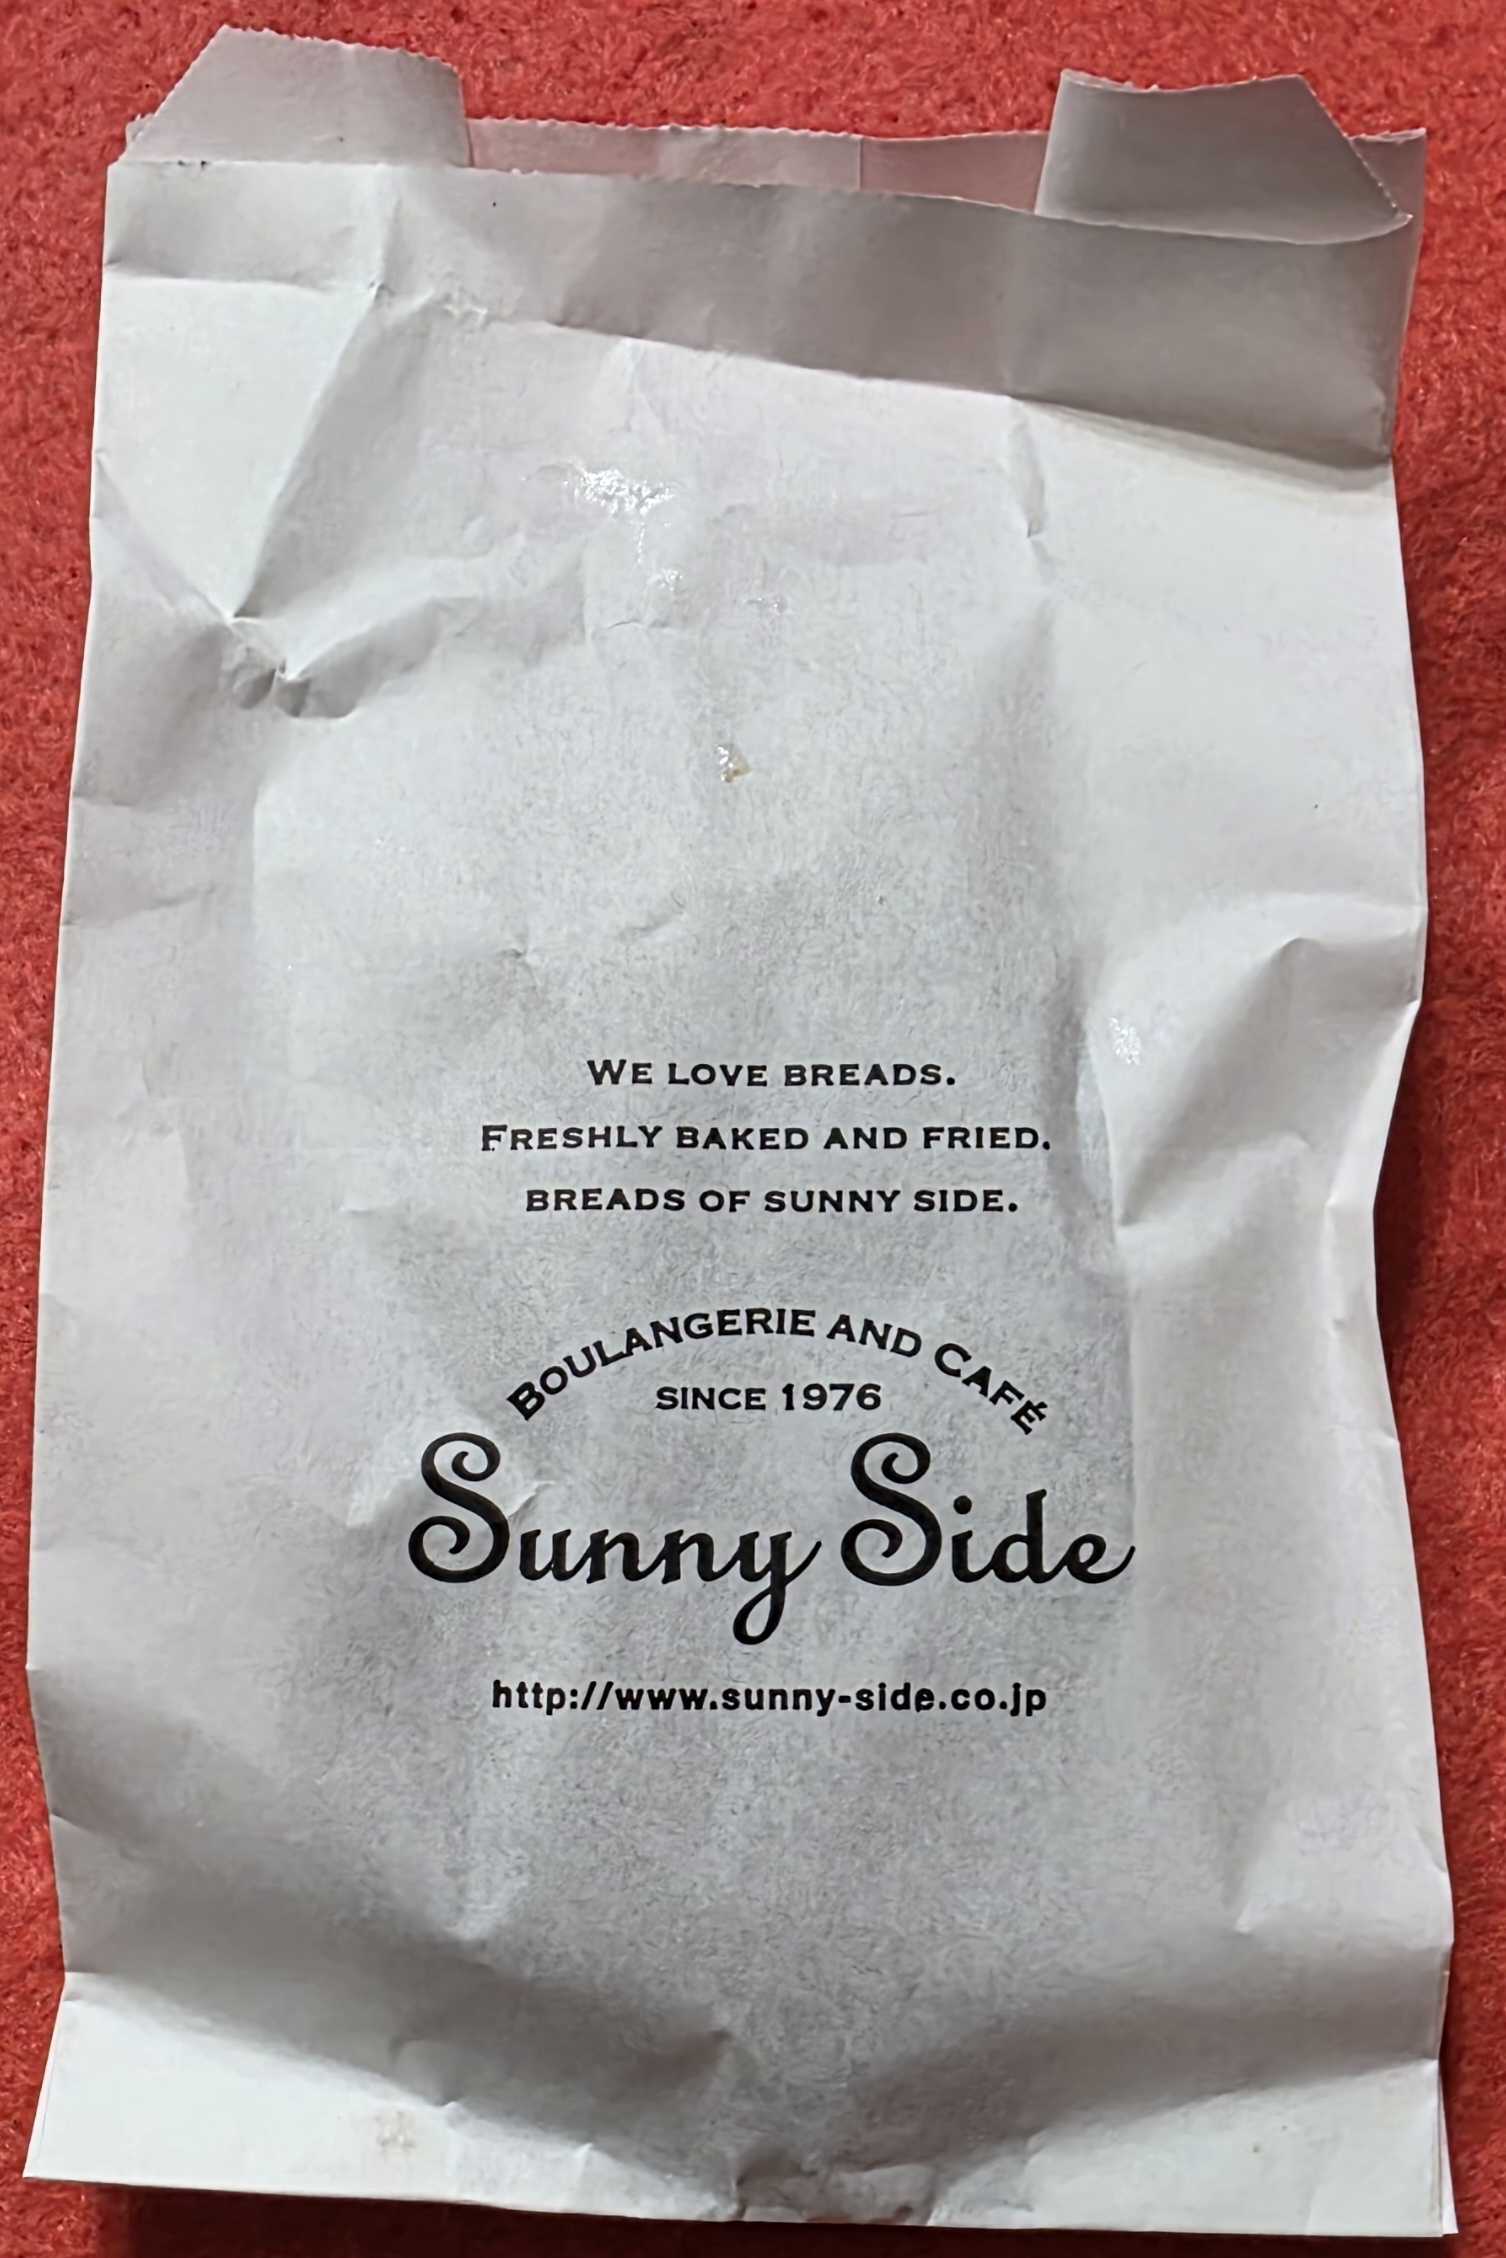 WE LOVE BREADS.
FRESHLY BAKED AND FRIED.
BREADS OF SUNNY SIDE.
BOULANGERIE AND CAFÉ
SINCE 1976
Sunny Side
http://www.sunny-side.co.jp